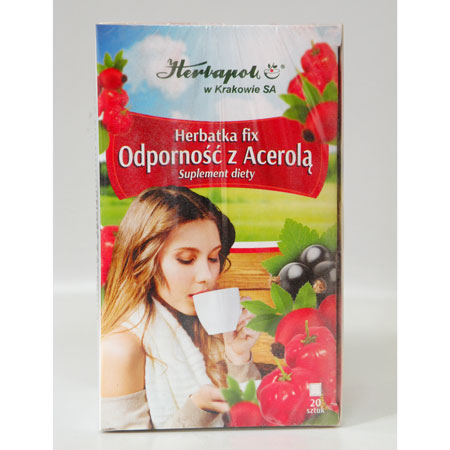 Herbapol
w Krakowie SA
Herbatka fix
Odporność z Acerolą
Suplement diety
20
sztuk